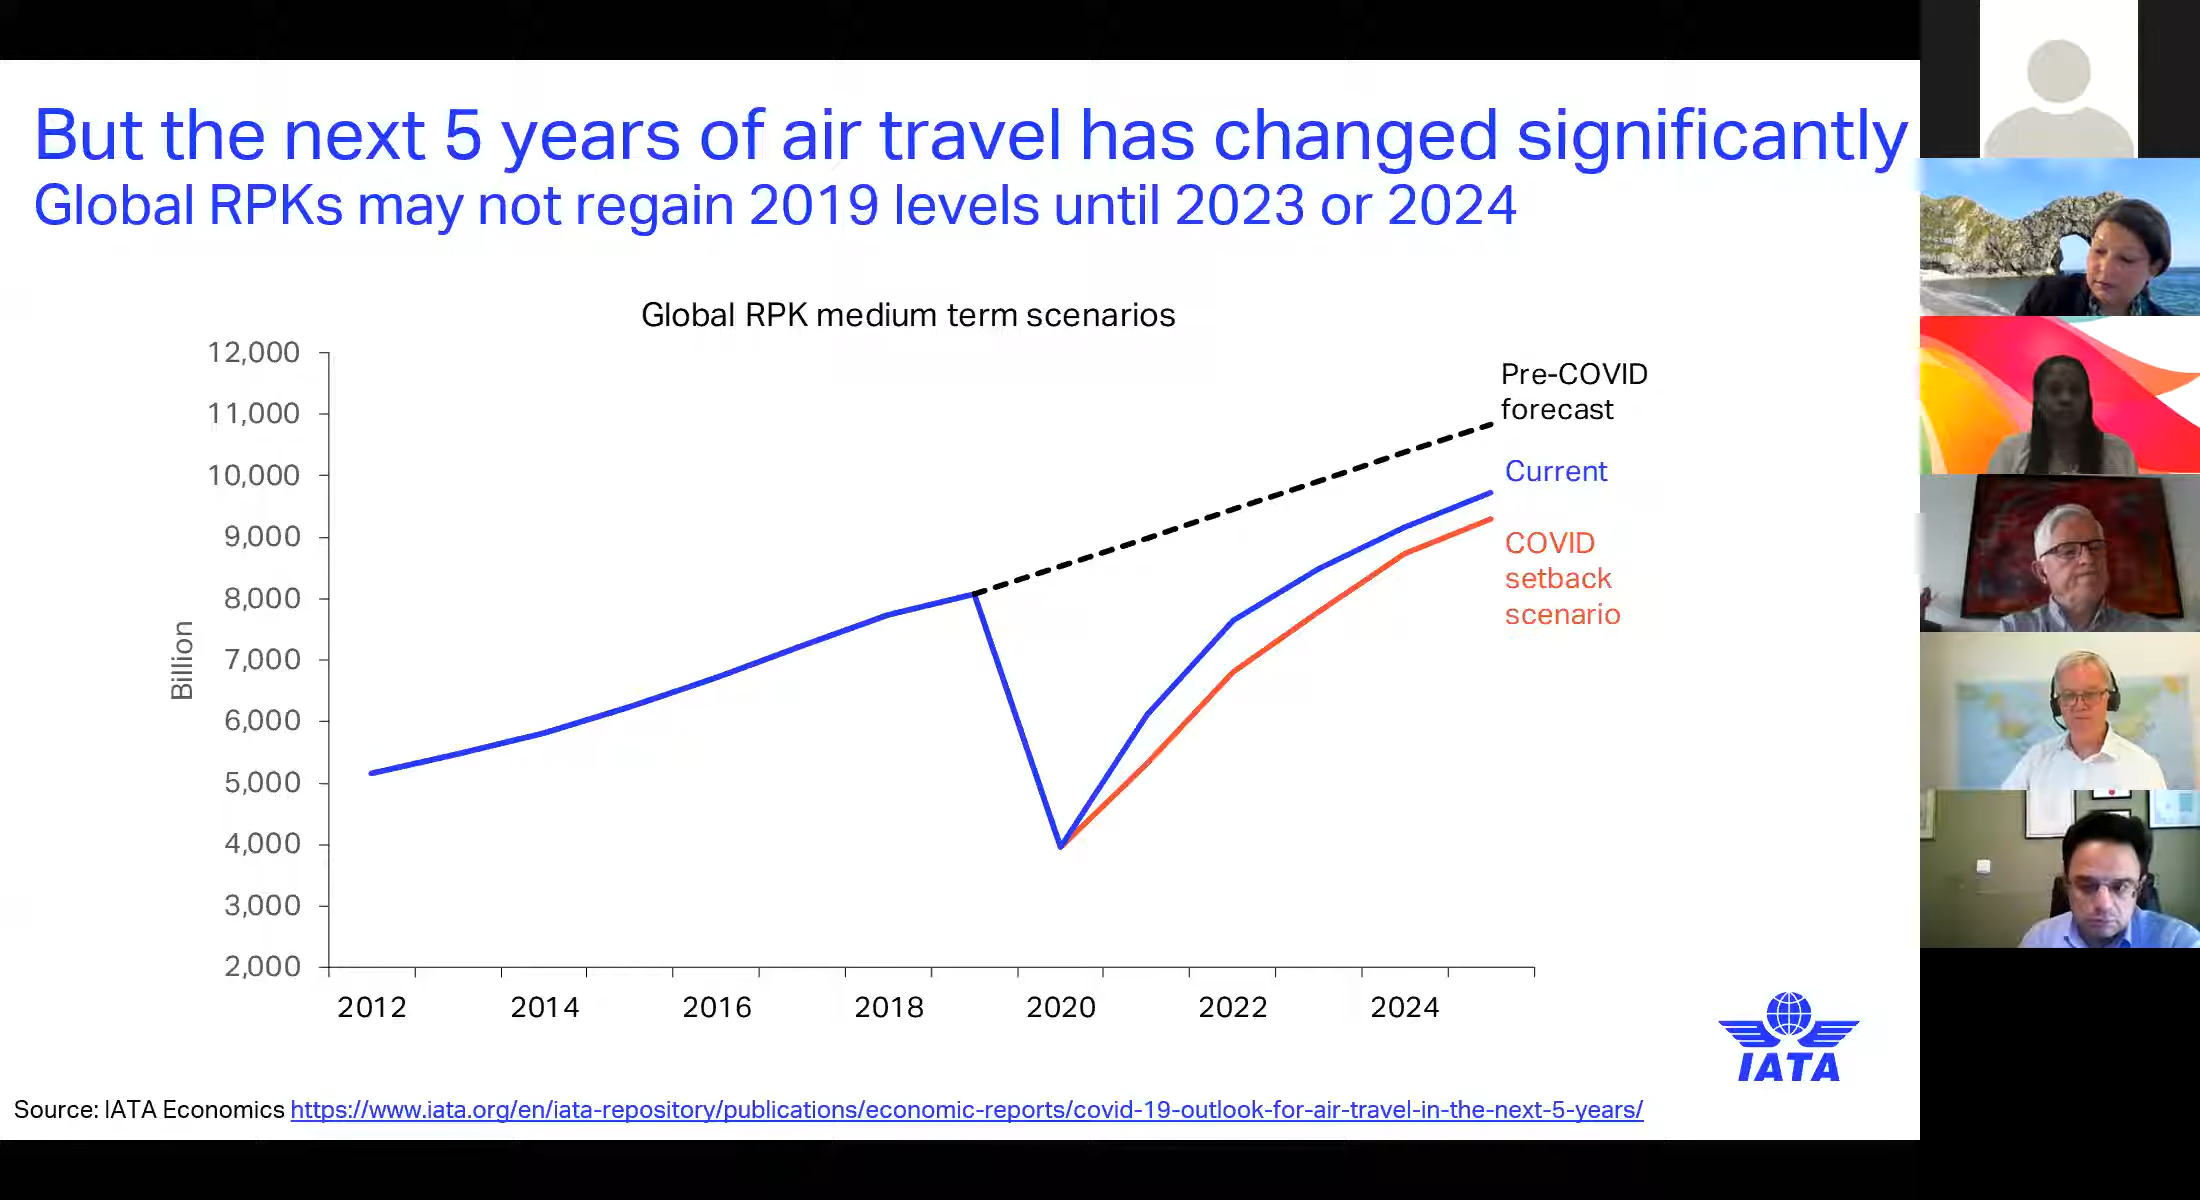 But the next 5 years of air travel has changed significantly
Global RPKs may not regain 2019 levels until 2023 or 2024
Global RPK medium term scenarios
12,000
11,000
10,000
9,000
8,000
7,000
6,000
5,000
4,000
3,000
2,000
Billion
Pre-COVID
forecast
Current
COVID
setback
scenario
2012 2014 2016 2018 2020 2022 2024
IATA
Source: IATA Economics https://www.iata.org/en/iata-repository/publications/economic-reports/covid-19-outlook-for-air-travel-in-the-next-5-years/